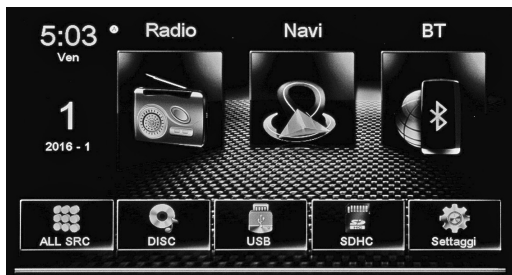 5:03
Ven
1
2016 - 1
Radio
Navi
BT
ALL SRC
DISC
USB
SDHC
Settaggi